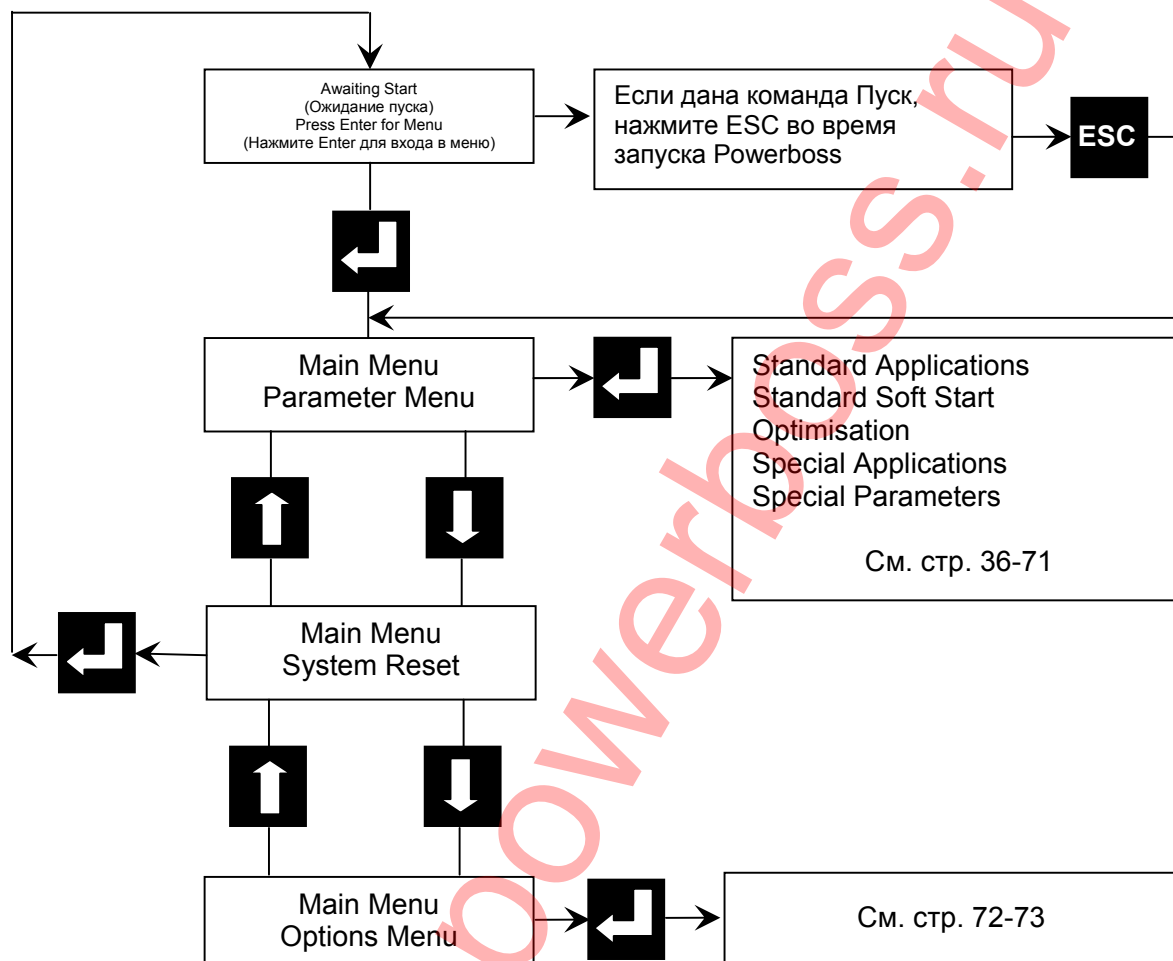 Awaiting Start
(Ожидание пуска)
Press Enter for Menu
(Нажмите Enter для входа в меню)
Если дана команда Пуск,
нажмите ESC во время
запуска Powerboss
ESC
Main Menu
Parameter Menu
Standard Applications
Standard Soft Start
Optimisation
Special Applications
Special Parameters
См. стр. 36-71
Main Menu
System Reset
Main Menu
Options Menu
См. стр. 72-73
powerboss.ru